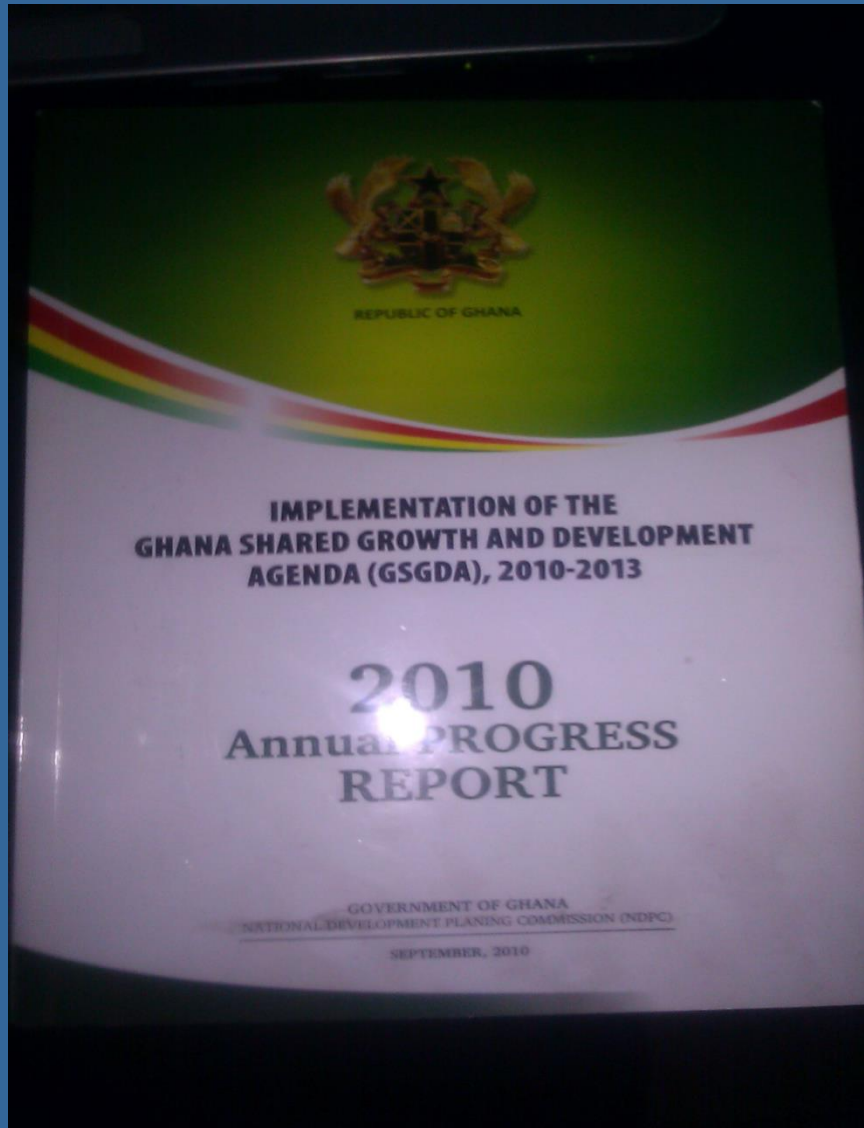 REPUBLIC OF GHANA
IMPLEMENTATION OF THE
GHANA SHARED GROWTH AND DEVELOPMENT
AGENDA (GSGDA), 2010-2013
2010
Annual PROGRESS
REPORT
GOVERNMENT OF GHANA
NATIONAL DEVELOPMENT PLANING COMMISSION (NDPC)
SEPTEMBER, 2010